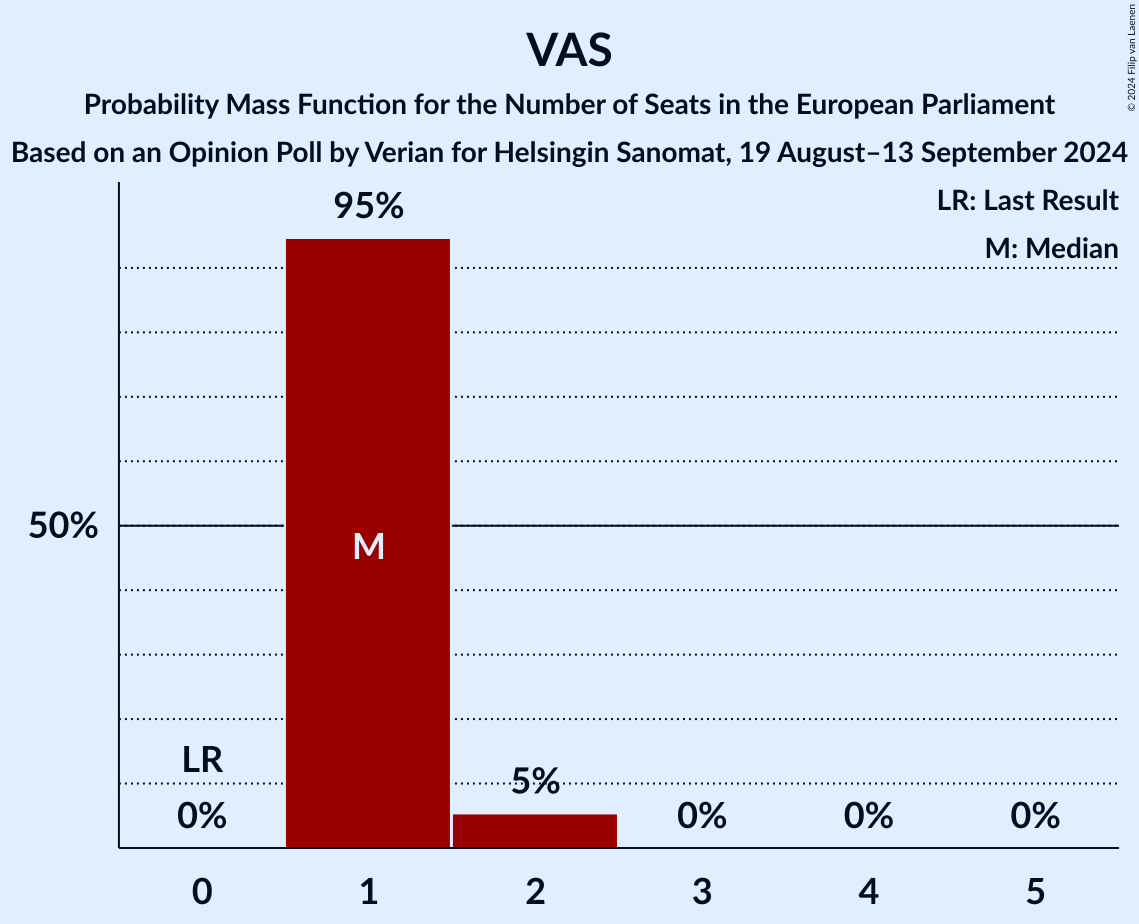 VAS
Probability Mass Function for the Number of Seats in the European Parliament
Based on an Opinion Poll by Verian for Helsingin Sanomat, 19 August–13 September 2024
© 2024 Filip van Laenen
LR: Last Result
M: Median
95%
50%
M
LR
0%
5%
0%
0%
0%
0
1
2
3
4
5